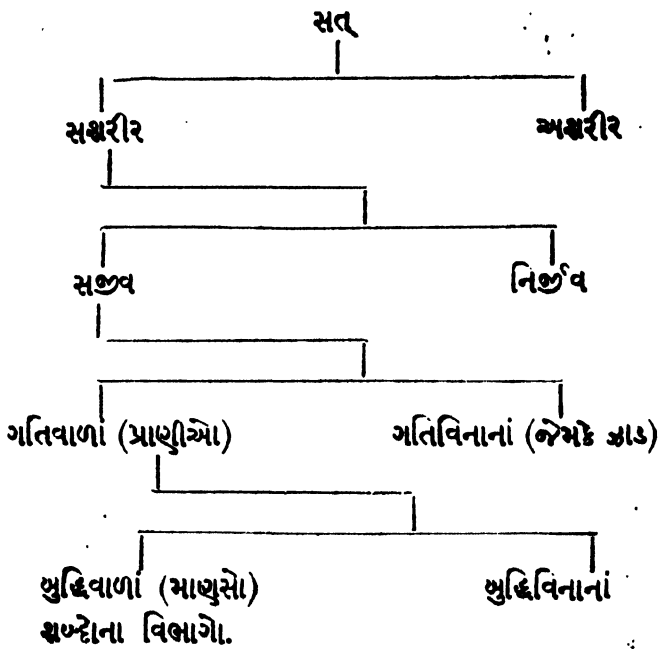 સત્
સશરીર અશરીર
સજીવ નિર્જીવ
ગતિવાળાં (પ્રાણીઓ) ગતિવિનાનાં (જેમકે ઝાડ)
બુદ્ધિવાળાં (માણસો) બુદ્ધિવિનાનાં
શબ્દોના વિભાગો.